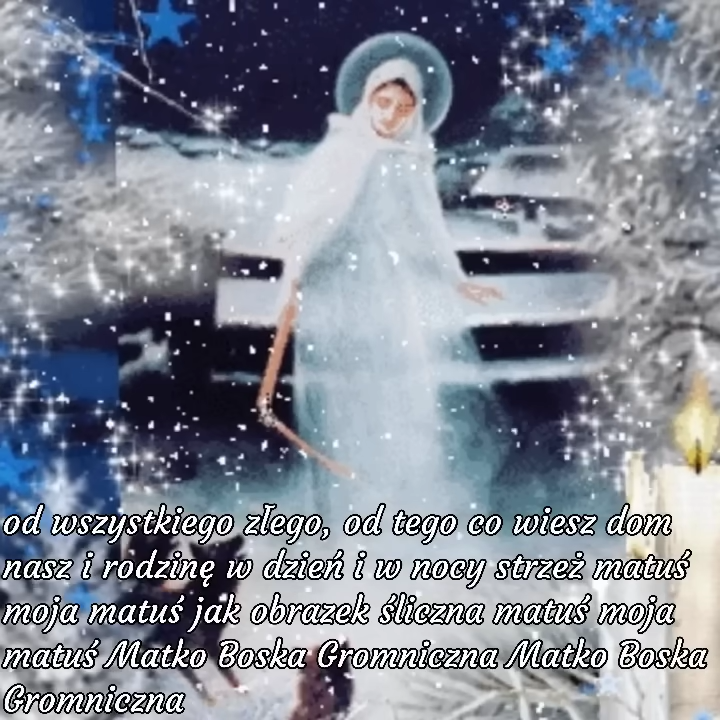 od wszystkiego złego, od tego co wiesz dom
nasz i rodzinę w dzień i w nocy strzeż matuś
moja matuś jak obrazek śliczna matuś moja
matuś Matko Boska Gromniczna Matko Boska
Gromniczna